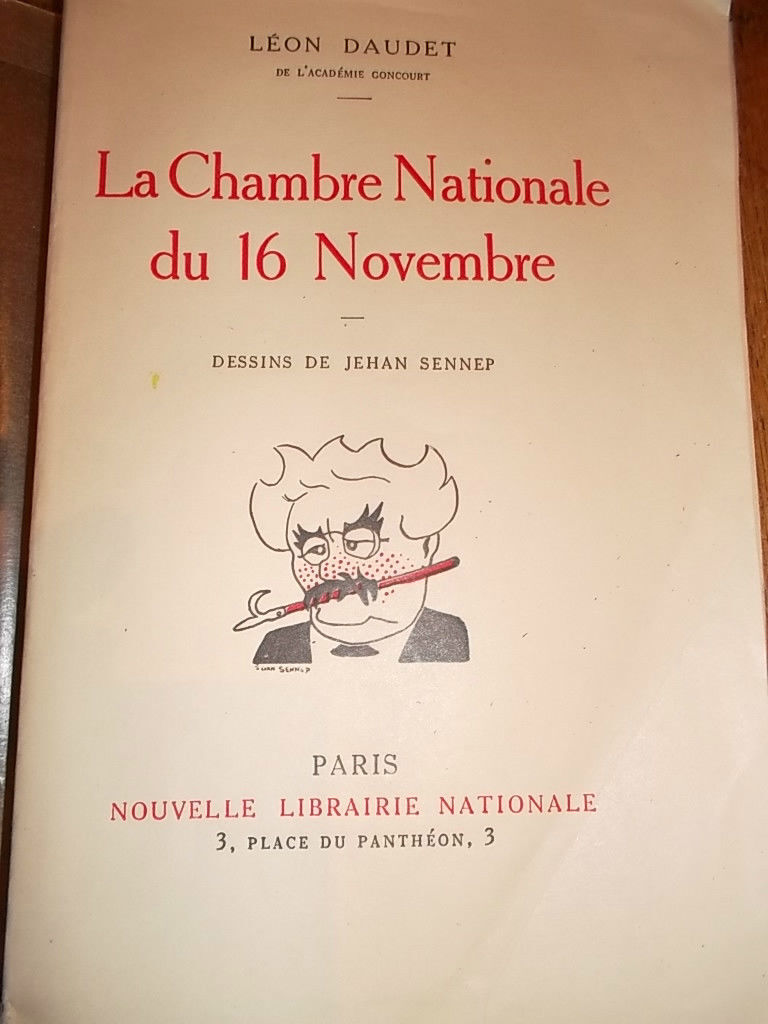 LÉON DAUDET
DE L'ACADÉMIE GONCOURT
La Chambre Nationale
du 16 Novembre
DESSINS DE JEHAN SENNEP
SENNEP
PARIS
NOUVELLE LIBRAIRIE NATIONALE
3, PLACE DU PANTHÉON, 3